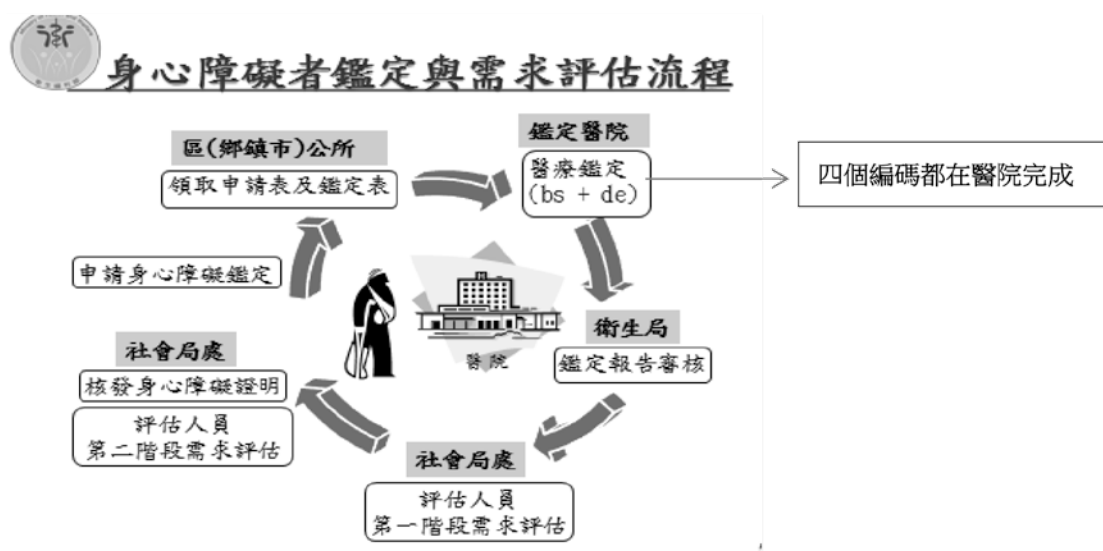 身心障礙者鑑定與需求評估流程
區(鄉鎮市)公所
領取申請表及鑑定表
鑑定醫院
醫療鑑定
(bs + de)
四個編碼都在醫院完成
衛生局
鑑定報告審核
社會局處
評估人員
第一階段需求評估
社會局處
核發身心障礙證明
評估人員
第二階段需求評估
申請身心障礙鑑定
醫院